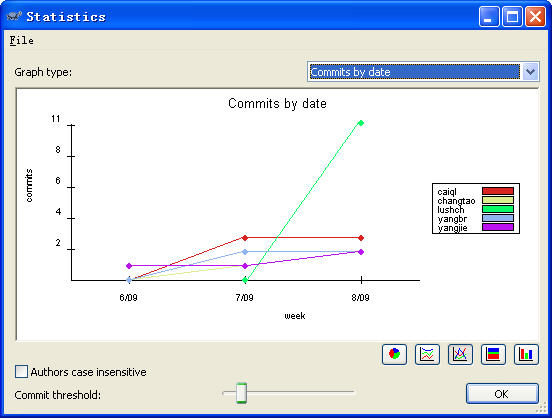 Statistics
File
Graph type:
Commits by date
Commits by date
11
8
6
4
2
commits
6/09
7/09
8/09
week
caiql
changtao
lushch
yangbr
yangjie
Authors case insensitive
Commit threshold:
OK